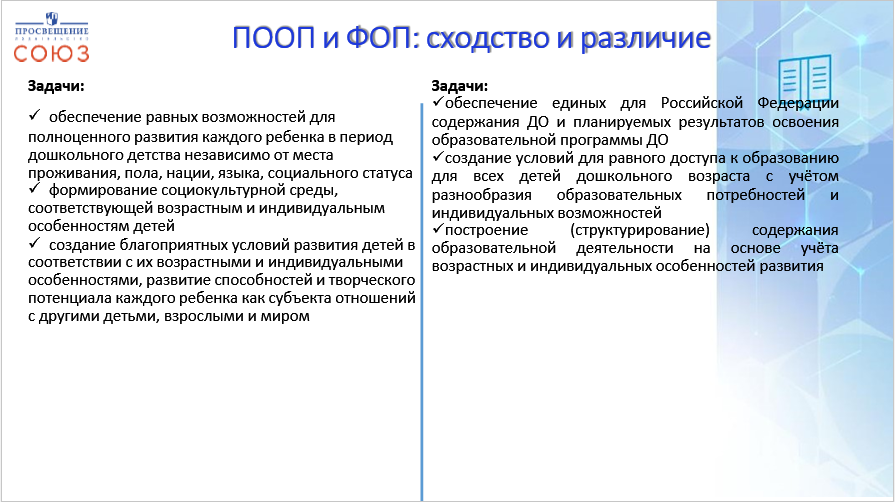 ПРОСВЕЩЕНИЕ
ИЗДАТЕЛЬСТВО
СОЮЗ
ПООП и ФОП: сходство и различие
Задачи:
✓ обеспечение равных возможностей для
полноценного развития каждого ребенка в период
дошкольного детства независимо от места
проживания, пола, нации, языка, социального статуса
✓ формирование социокультурной среды,
соответствующей возрастным и индивидуальным
особенностям детей
✓ создание благоприятных условий развития детей в
соответствии с их возрастными и индивидуальными
особенностями, развитие способностей и творческого
потенциала каждого ребенка как субъекта отношений
с другими детьми, взрослыми и миром
Задачи:
✓обеспечение единых для Российской Федерации
содержания ДО и планируемых результатов освоения
образовательной программы ДО
✓создание условий для равного доступа к образованию
для всех детей дошкольного возраста с учётом
разнообразия образовательных потребностей и
индивидуальных возможностей
✓построение (структурирование) содержания
образовательной деятельности на основе учёта
возрастных и индивидуальных особенностей развития